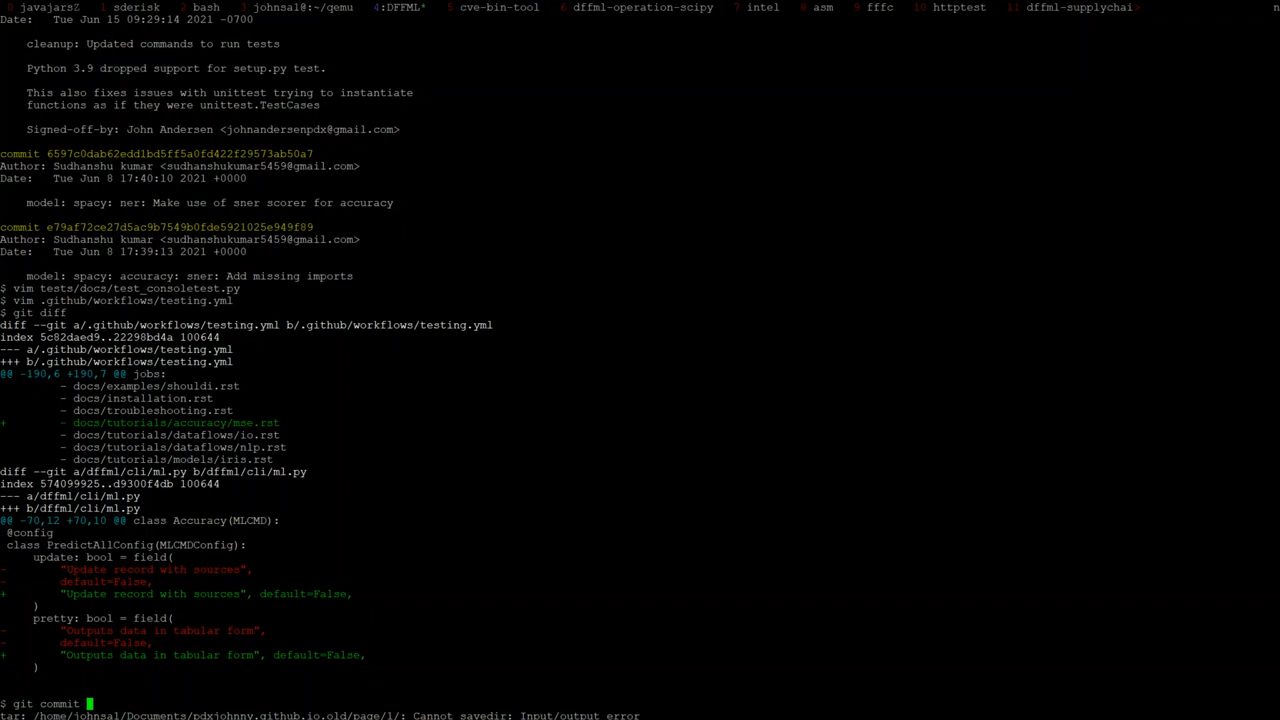 0 javajarsZ 1 sderisk 2 bash 3 johnsal@:~/qemu 4:DFFML* 5 cve-bin-tool 6 dffml-operation-scipy 7 intel 8 asm 9 fffc 10 httptest 11 dffml-supplychai>
Date: Tue Jun 15 09:29:14 2021 -0700
cleanup: Updated commands to run tests
Python 3.9 dropped support for setup.py test.
This also fixes issues with unittest trying to instantiate
functions as if they were unittest.TestCases
Signed-off-by: John Andersen <johnandersenpdx@gmail.com>
commit 6597c0dab62edd1bd5ff5a0fd422f29573ab50a7
Author: Sudhanshu kumar <sudhanshukumar5459@gmail.com>
Date: Tue Jun 8 17:40:10 2021 +0000
model: spacy: ner: Make use of sner scorer for accuracy
commit e79af72ce27d5ac9b7549b0fde5921025e949f89
Author: Sudhanshu kumar <sudhanshukumar5459@gmail.com>
Date: Tue Jun 8 17:39:13 2021 +0000
model: spacy: accuracy: sner: Add missing imports
$ vim tests/docs/test_consoletest.py
$ vim .github/workflows/testing.yml
$ git diff
diff --git a/.github/workflows/testing.yml b/.github/workflows/testing.yml
index 5c82daed9..22298bd4a 100644
--- a/.github/workflows/testing.yml
+++ b/.github/workflows/testing.yml
@@ -190,6 +190,7 @@ jobs:
- docs/examples/shouldi.rst
- docs/installation.rst
- docs/troubleshooting.rst
+ - docs/tutorials/accuracy/mse.rst
- docs/tutorials/dataflows/io.rst
- docs/tutorials/dataflows/nlp.rst
- docs/tutorials/models/iris.rst
diff --git a/dffml/cli/ml.py b/dffml/cli/ml.py
index 574099925..d9300f4db 100644
--- a/dffml/cli/ml.py
+++ b/dffml/cli/ml.py
@@ -70,12 +70,10 @@ class Accuracy(MLCMD):
@config
class PredictAllConfig(MLCMDConfig):
update: bool = field(
- "Update record with sources",
- default=False,
+ "Update record with sources", default=False,
)
pretty: bool = field(
- "Outputs data in tabular form",
- default=False,
+ "Outputs data in tabular form", default=False,
)
$ git commit
tar: /home/johnsal/Documents/pdxjohnny.github.io.old/page/1/: Cannot savedir: Input/output error